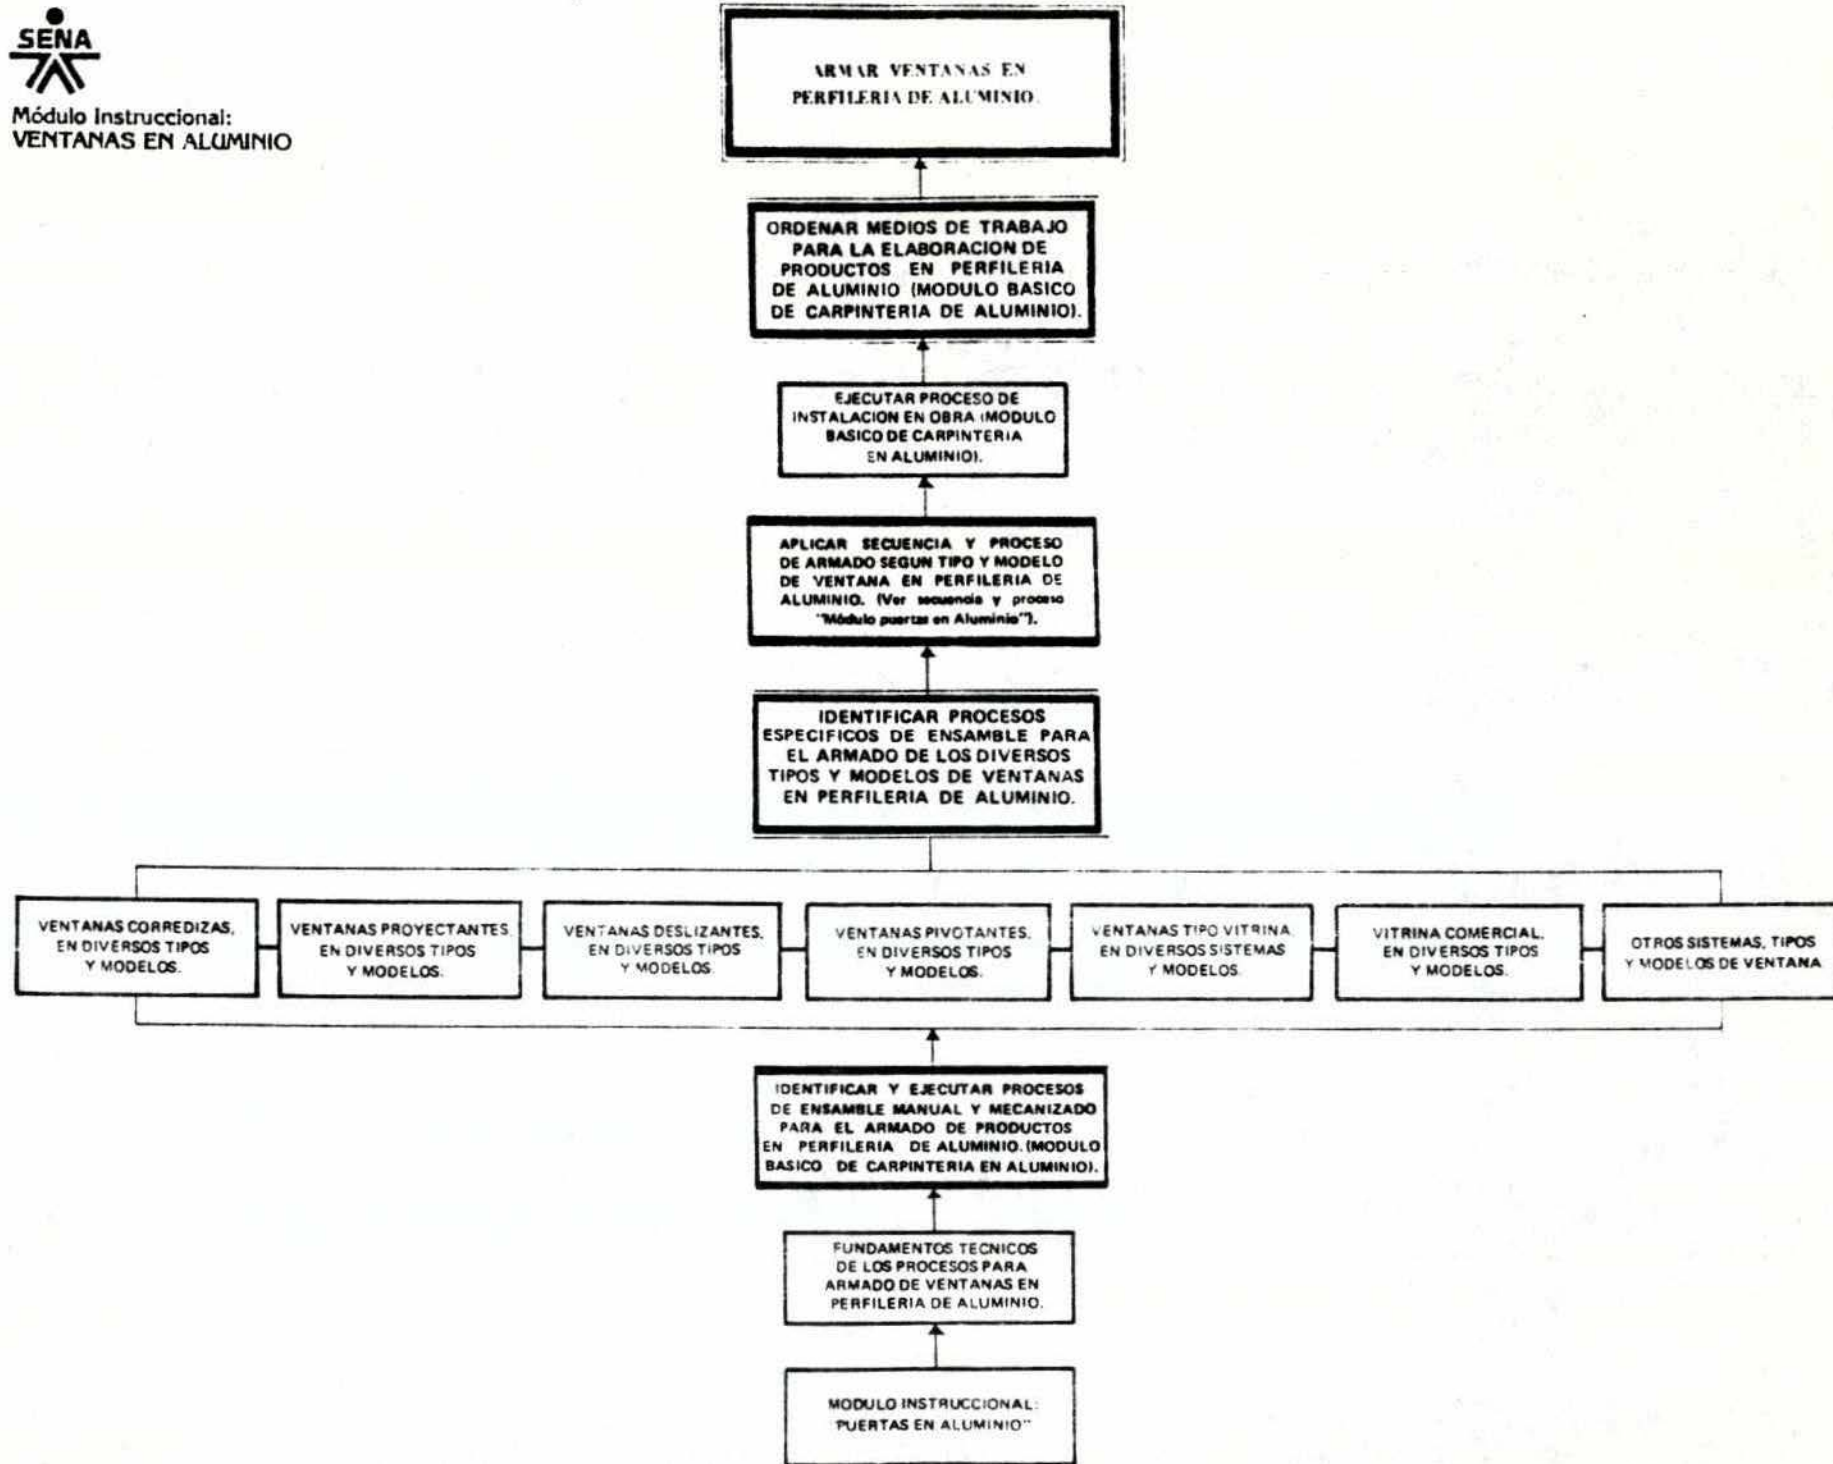 SENA
Módulo Instruccional:
VENTANAS EN ALUMINIO
ARMAR VENTANAS EN
PERFILERIA DE ALUMINIO.
ORDENAR MEDIOS DE TRABAJO
PARA LA ELABORACION DE
PRODUCTOS EN PERFILERIA
DE ALUMINIO (MODULO BASICO
DE CARPINTERIA DE ALUMINIO).
EJECUTAR PROCESO DE
INSTALACION EN OBRA (MODULO
BASICO DE CARPINTERIA
EN ALUMINIO).
APLICAR SECUENCIA Y PROCESO
DE ARMADO SEGUN TIPO Y MODELO
DE VENTANA EN PERFILERIA DE
ALUMINIO. (Ver secuencia y proceso
"Módulo puertas en Aluminio").
IDENTIFICAR PROCESOS
ESPECIFICOS DE ENSAMBLE PARA
EL ARMADO DE LOS DIVERSOS
TIPOS Y MODELOS DE VENTANAS
EN PERFILERIA DE ALUMINIO.
VENTANAS CORREDIZAS,
EN DIVERSOS TIPOS
Y MODELOS.
VENTANAS PROYECTANTES,
EN DIVERSOS TIPOS
Y MODELOS.
VENTANAS DESLIZANTES,
EN DIVERSOS TIPOS
Y MODELOS.
VENTANAS PIVOTANTES,
EN DIVERSOS TIPOS
Y MODELOS.
VENTANAS TIPO VITRINA,
EN DIVERSOS SISTEMAS
Y MODELOS.
VITRINA COMERCIAL,
EN DIVERSOS TIPOS
Y MODELOS.
OTROS SISTEMAS, TIPOS
Y MODELOS DE VENTANA
IDENTIFICAR Y EJECUTAR PROCESOS
DE ENSAMBLE MANUAL Y MECANIZADO
PARA EL ARMADO DE PRODUCTOS
EN PERFILERIA DE ALUMINIO.(MODULO
BASICO DE CARPINTERIA EN ALUMINIO).
FUNDAMENTOS TECNICOS
DE LOS PROCESOS PARA
ARMADO DE VENTANAS EN
PERFILERIA DE ALUMINIO.
MODULO INSTRUCCIONAL:
"PUERTAS EN ALUMINIO"